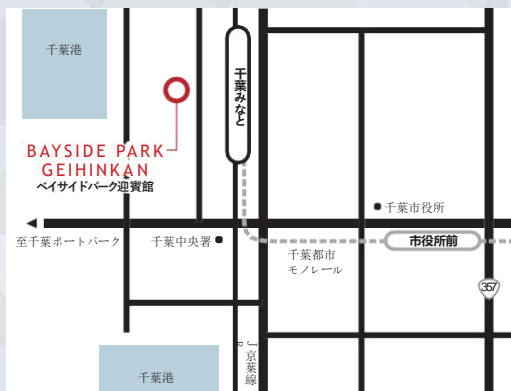 千葉港
千葉みなと
BAYSIDE PARK
GEIHINKAN
ベイサイドパーク迎賓館
千葉市役所
至千葉ポートパーク
千葉中央署
市役所前
千葉都市
モノレール
357
JR京葉線
千葉港